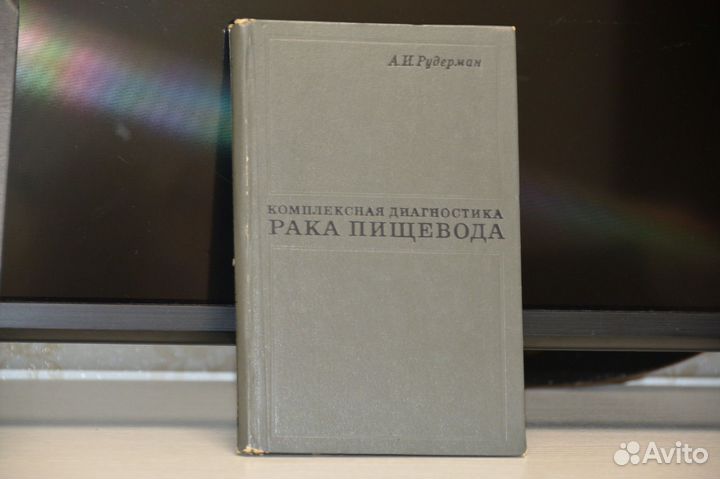 А.И. Рудерман
КОМПЛЕКСНАЯ ДИАГНОСТИКА
РАКА ПИЩЕВОДА
Avito